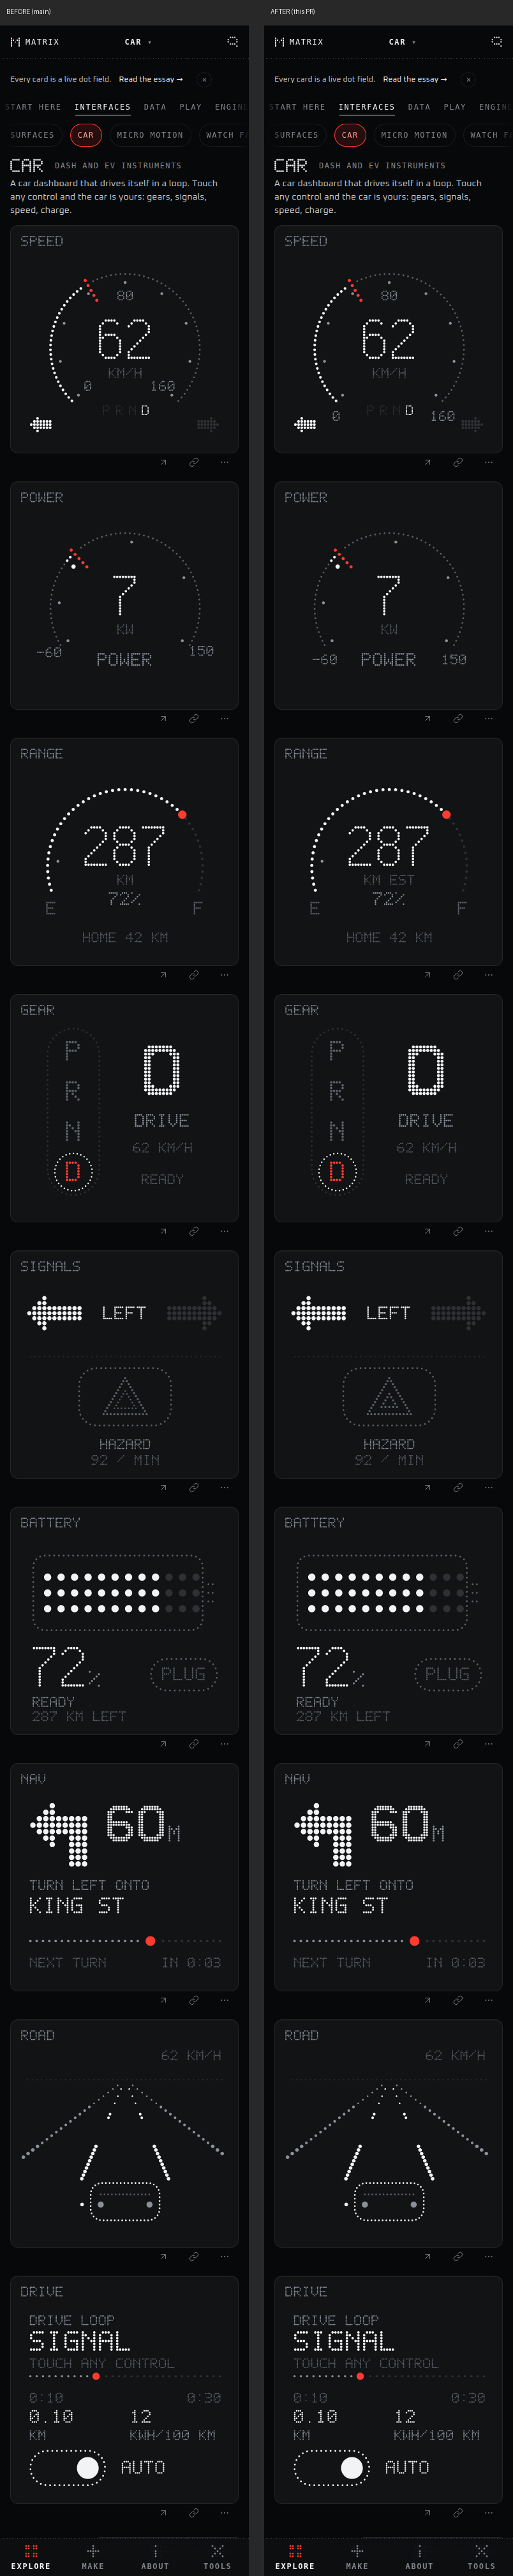 BEFORE (main)
MATRIX
CAR ▾
Every card is a live dot field. Read the essay →
START HERE INTERFACES DATA PLAY
SURFACES CAR MICRO MOTION WATCH
CAR DASH AND EV INSTRUMENTS
A car dashboard that drives itself in a loop. Touch
any control and the car is yours: gears, signals,
speed, charge.
SPEED
80
62
KM/H
0 160
P R N D
POWER
7
KW
-60 POWER 150
RANGE
287
KM
72%
E F
HOME 42 KM
GEAR
P
R
N
D
D
DRIVE
62 KM/H
READY
SIGNALS
LEFT
HAZARD
92 / MIN
BATTERY
72%
PLUG
READY
287 KM LEFT
NAV
60M
TURN LEFT ONTO
KING ST
NEXT TURN IN 0:03
ROAD
62 KM/H
DRIVE
DRIVE LOOP
SIGNAL
TOUCH ANY CONTROL
0:10 0:30
0.10 12
KM KWH/100 KM
AUTO
EXPLORE MAKE ABOUT TOOLS
AFTER (this PR)
MATRIX
CAR ▾
Every card is a live dot field. Read the essay →
START HERE INTERFACES DATA PLAY
SURFACES CAR MICRO MOTION WATCH
CAR DASH AND EV INSTRUMENTS
A car dashboard that drives itself in a loop. Touch
any control and the car is yours: gears, signals,
speed, charge.
SPEED
80
62
KM/H
0 P R N D 160
POWER
7
KW
-60 POWER 150
RANGE
287
KM EST
72%
E F
HOME 42 KM
GEAR
P
R
N
D
D
DRIVE
62 KM/H
READY
SIGNALS
LEFT
HAZARD
92 / MIN
BATTERY
72%
PLUG
READY
287 KM LEFT
NAV
60M
TURN LEFT ONTO
KING ST
NEXT TURN IN 0:03
ROAD
62 KM/H
DRIVE
DRIVE LOOP
SIGNAL
TOUCH ANY CONTROL
0:10 0:30
0.10 12
KM KWH/100 KM
AUTO
EXPLORE MAKE ABOUT TOOLS